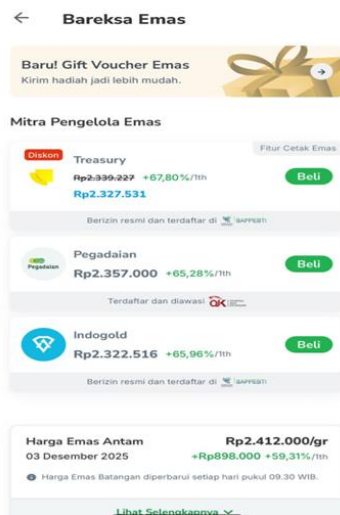 Bareksa Emas
Baru! Gift Voucher Emas
Kirim hadiah jadi lebih mudah.
Mitra Pengelola Emas
Fitur Cetak Emas
Diskon
Treasury
Rp2.339.227 +67,80%/1th
Rp2.327.531
Beli
Berizin resmi dan terdaftar di BAPPEBTI
Pegadaian
Pegadaian
Rp2.357.000 +65,28%/1th
Beli
Terdaftar dan diawasi OJK
Indogold
Rp2.322.516 +65,96%/1th
Beli
Berizin resmi dan terdaftar di BAPPEBTI
Harga Emas Antam Rp2.412.000/gr
03 Desember 2025 +Rp898.000 +59,31%/1th
Harga Emas Batangan diperbarui setiap hari pukul 09.30 WIB.
Lihat Selengkapnya